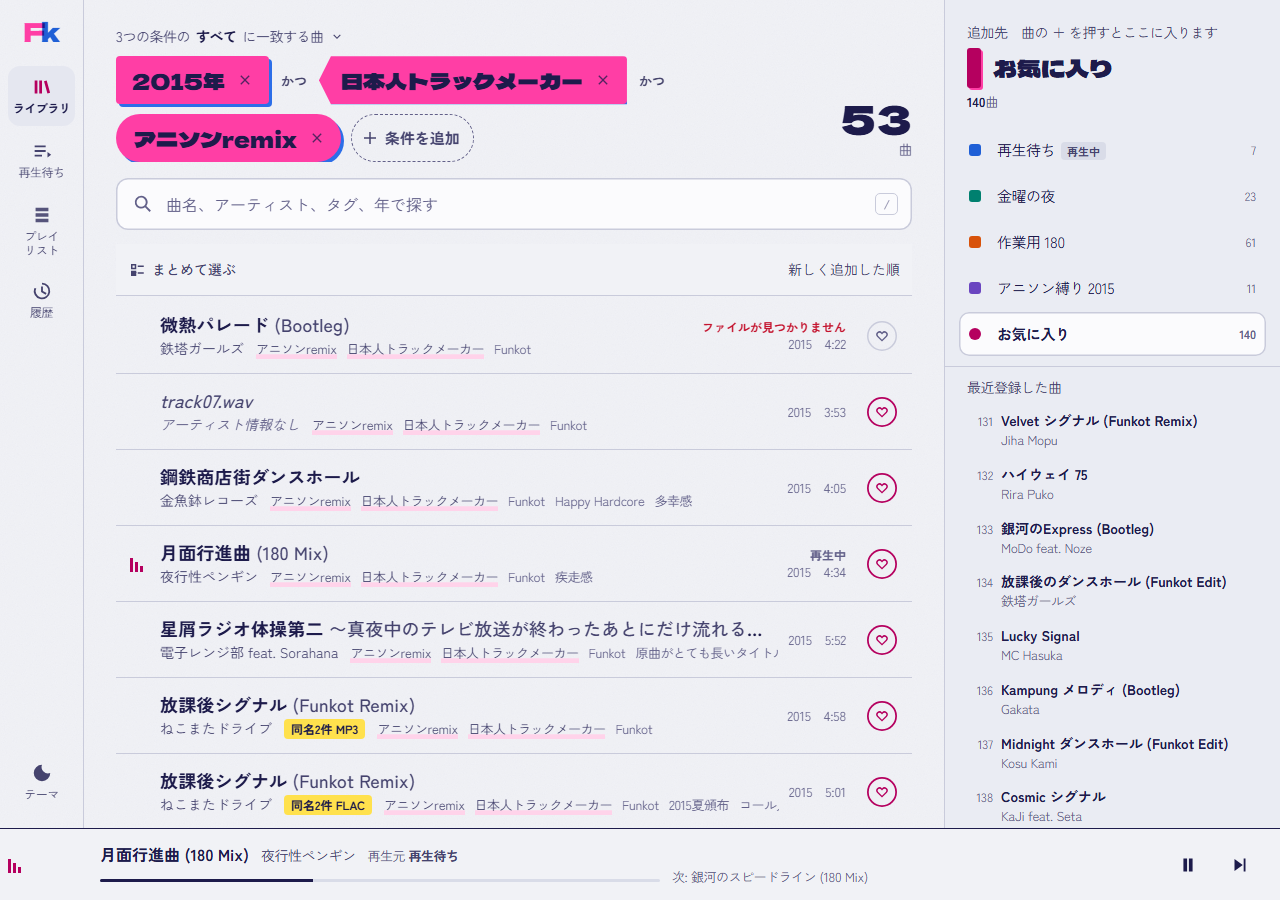 Fk
ライブラリ
再生待ち
プレイ
リスト
履歴
テーマ
3つの条件の すべて に一致する曲
2015年 × かつ 日本人トラックメーカー × かつ
アニソンremix × + 条件を追加
53
曲
曲名、アーティスト、タグ、年で探す /
まとめて選ぶ 新しく追加した順
微熱パレード (Bootleg) ファイルが見つかりません
鉄塔ガールズ アニソンremix 日本人トラックメーカー Funkot 2015 4:22
track07.wav
アーティスト情報なし アニソンremix 日本人トラックメーカー Funkot 2015 3:53
鋼鉄商店街ダンスホール
金魚鉢レコーズ アニソンremix 日本人トラックメーカー Funkot Happy Hardcore 多幸感 2015 4:05
月面行進曲 (180 Mix) 再生中
夜行性ペンギン アニソンremix 日本人トラックメーカー Funkot 疾走感 2015 4:34
星屑ラジオ体操第二 〜真夜中のテレビ放送が終わったあとにだけ流れる… 2015 5:52
電子レンジ部 feat. Sorahana アニソンremix 日本人トラックメーカー Funkot 原曲がとても長いタイト
放課後シグナル (Funkot Remix) 2015 4:58
ねこまたドライブ 同名2件 MP3 アニソンremix 日本人トラックメーカー Funkot
放課後シグナル (Funkot Remix) 2015 5:01
ねこまたドライブ 同名2件 FLAC アニソンremix 日本人トラックメーカー Funkot 2015夏頒布 コール
追加先 曲の + を押すとここに入ります
お気に入り
140曲
再生待ち 再生中 7
金曜の夜 23
作業用 180 61
アニソン縛り 2015 11
お気に入り 140
最近登録した曲
131 Velvet シグナル (Funkot Remix)
Jiha Mopu
132 ハイウェイ 75
Rira Puko
133 銀河のExpress (Bootleg)
MoDo feat. Noze
134 放課後のダンスホール (Funkot Edit)
鉄塔ガールズ
135 Lucky Signal
MC Hasuka
136 Kampung メロディ (Bootleg)
Gakata
137 Midnight ダンスホール (Funkot Edit)
Kosu Kami
138 Cosmic シグナル
KaJi feat. Seta
月面行進曲 (180 Mix) 夜行性ペンギン 再生元 再生待ち
次: 銀河のスピードライン (180 Mix)